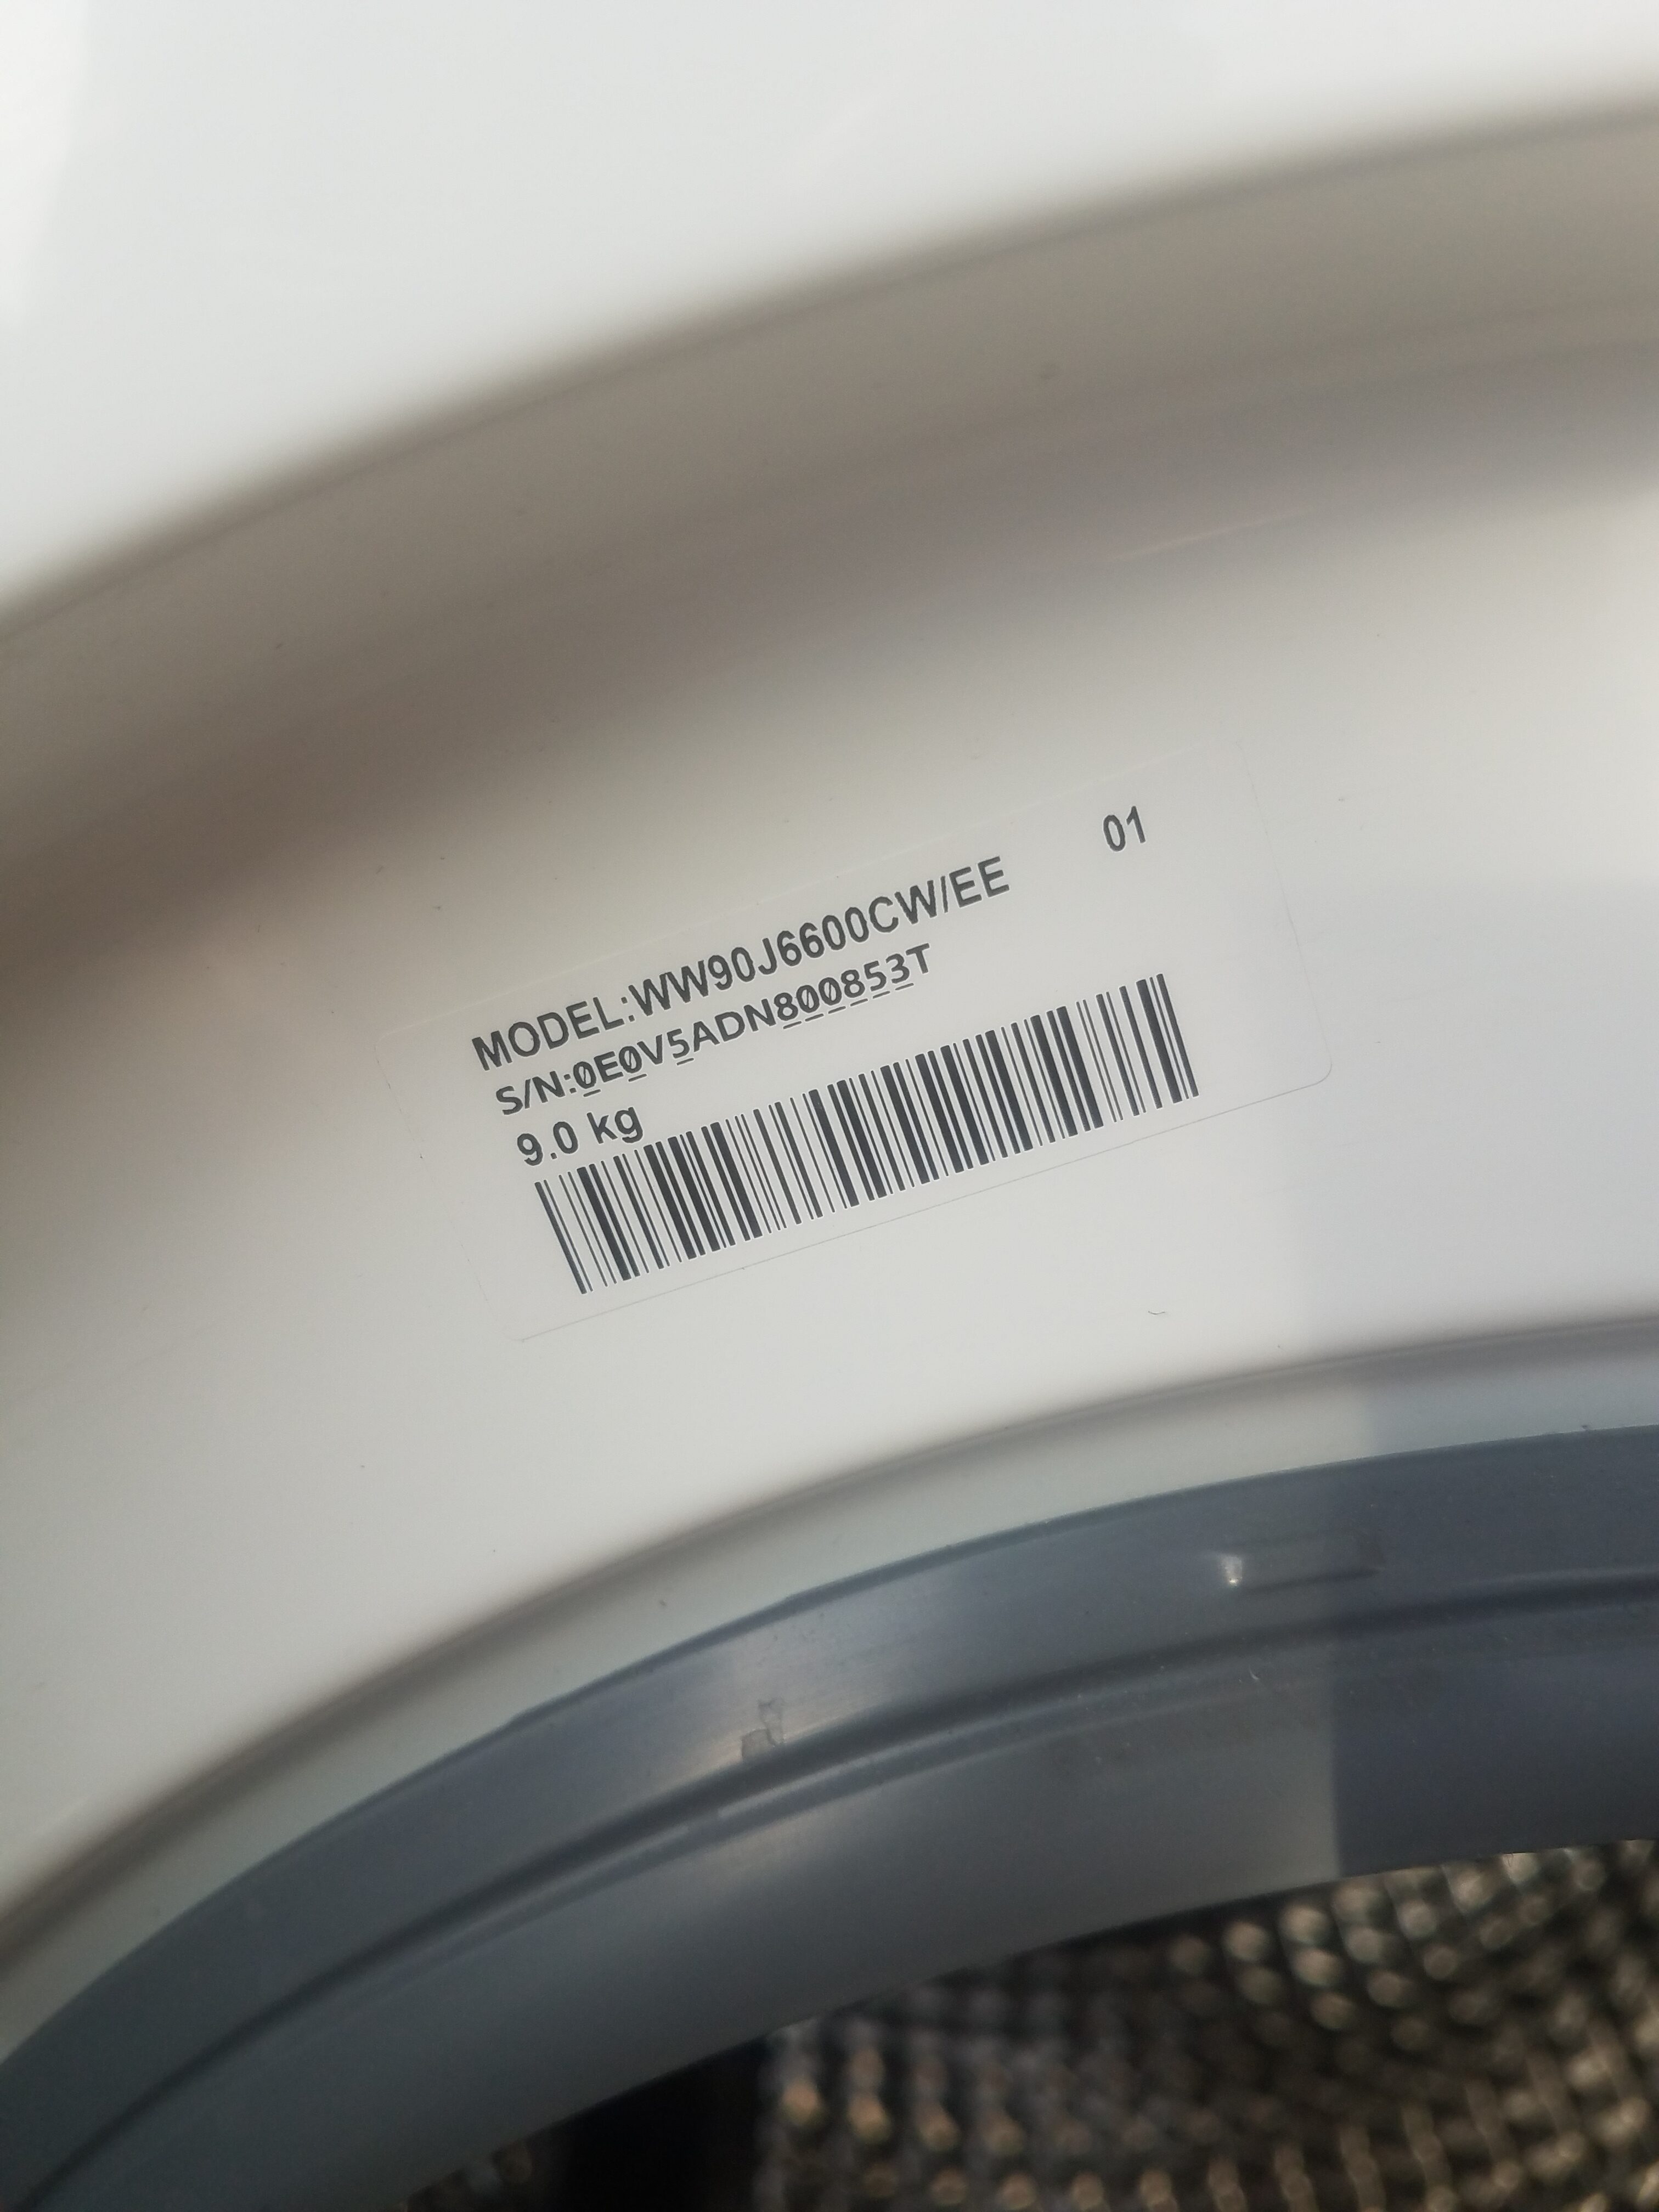 01
MODEL:WW90J6600CW/EE
S/N:0E0V5ADN800853T
9.0 kg